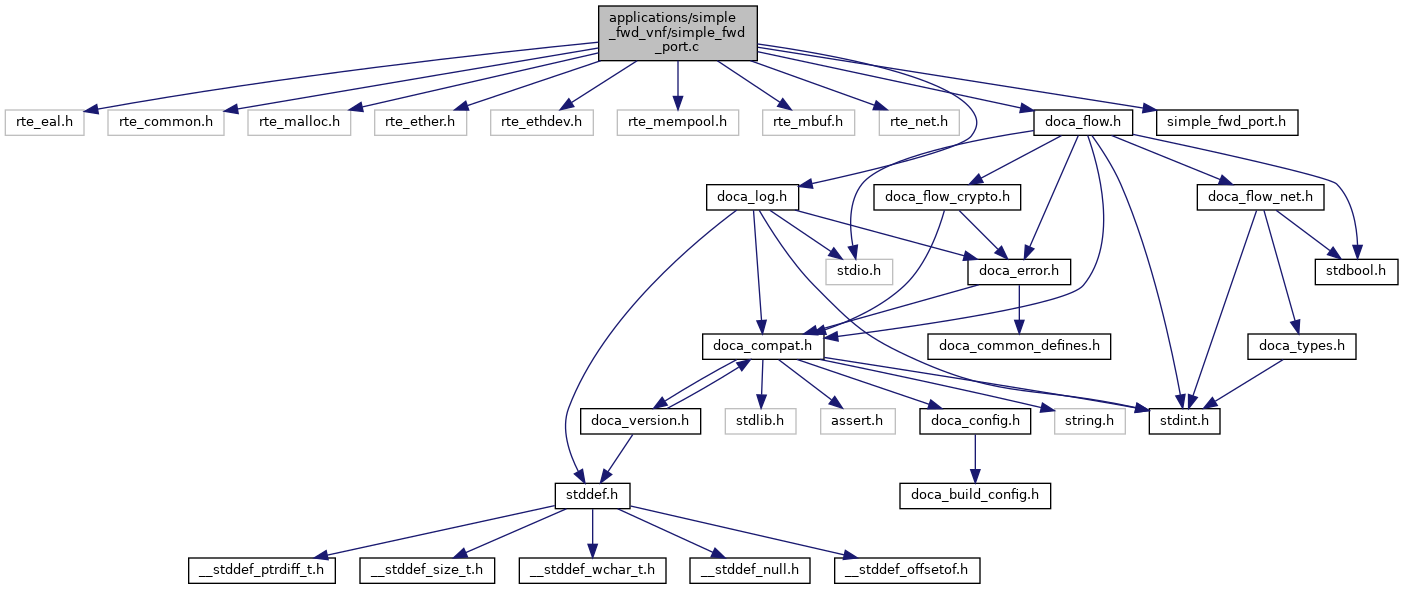 applications/simple
_fwd_vnf/simple_fwd
_port.c
rte_eal.h
rte_common.h
rte_malloc.h
rte_ether.h
rte_ethdev.h
rte_mempool.h
rte_mbuf.h
rte_net.h
doca_flow.h
simple_fwd_port.h
doca_log.h
doca_flow_crypto.h
doca_flow_net.h
stdio.h
doca_error.h
stdbool.h
doca_compat.h
doca_common_defines.h
doca_types.h
doca_version.h
stdlib.h
assert.h
doca_config.h
string.h
stdint.h
stddef.h
doca_build_config.h
__stddef_ptrdiff_t.h
__stddef_size_t.h
__stddef_wchar_t.h
__stddef_null.h
__stddef_offsetof.h